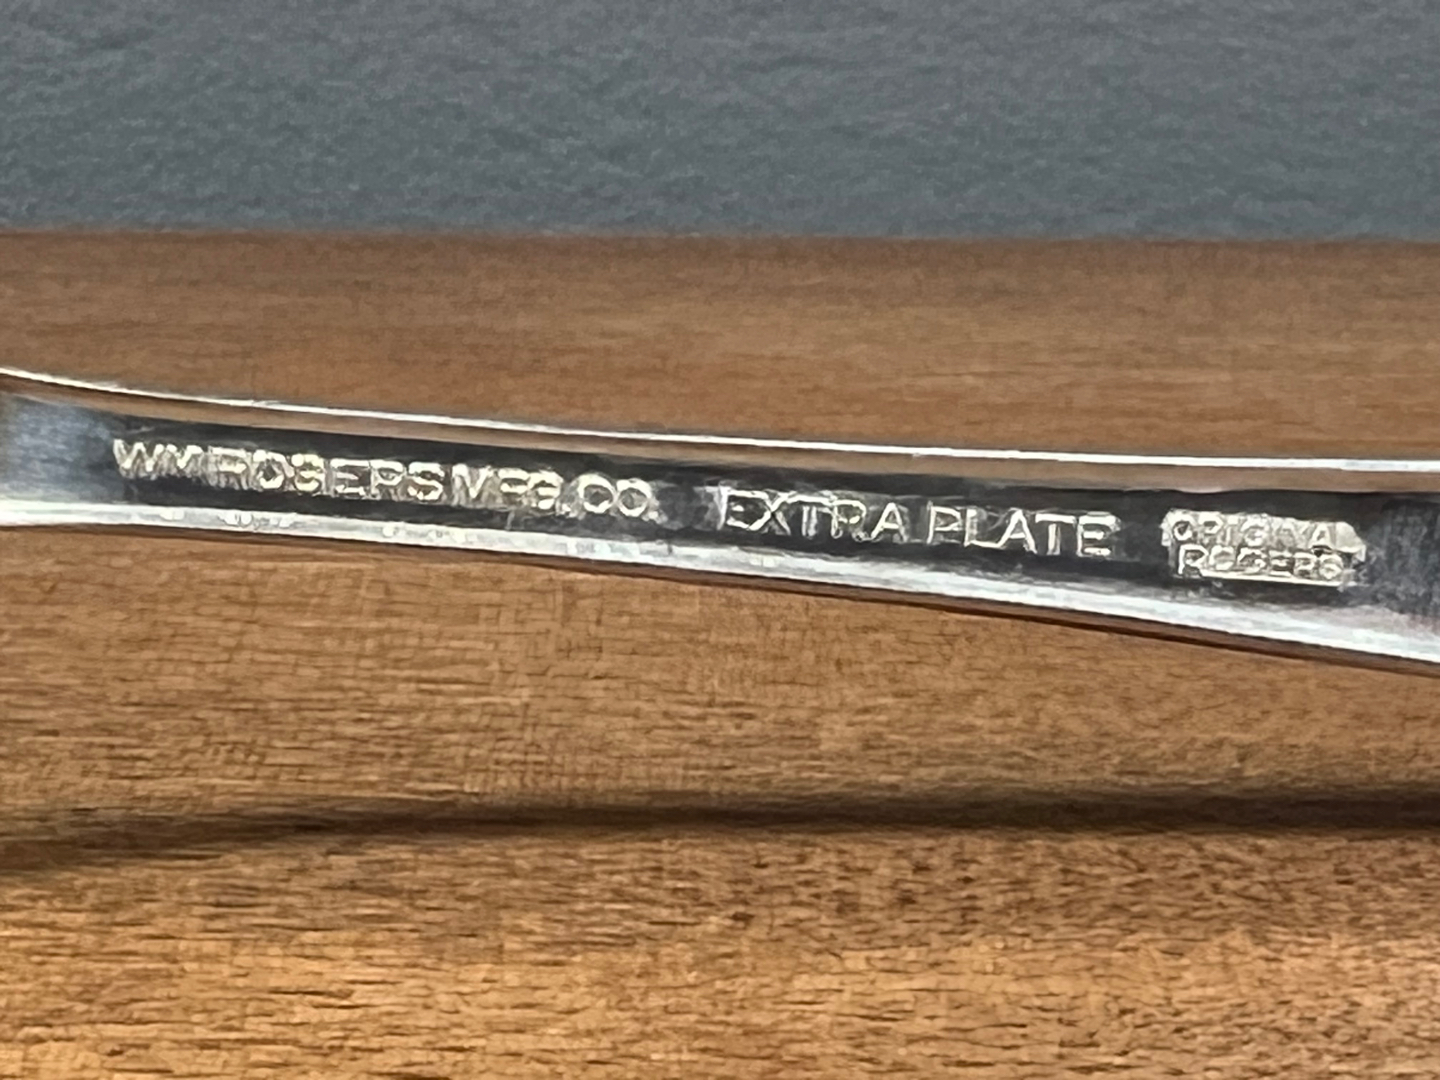 WM ROGERS MFG. CO. EXTRA PLATE
ORIGINAL
ROGERS